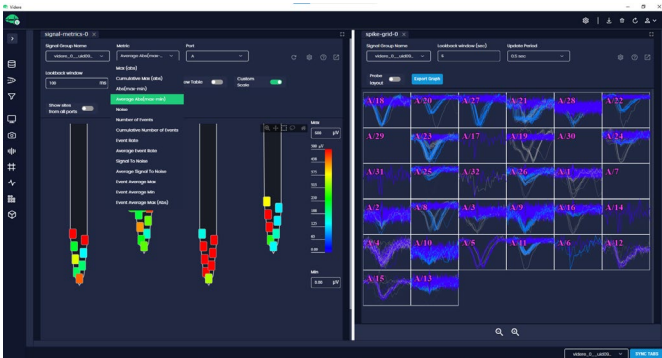 Videre
signal-metrics-0 ×
Signal Group Name
Metric
Port
Average Abs(max-...
A
Lookback window
100 ms
Max (abs)
Cumulative Max (abs)
Abs(max-min)
Average Abs(max-min)
Noise
Number of Events
Cumulative Number of Events
Event Rate
Average Event Rate
Signal To Noise
Average Signal To Noise
Event Average Max
Event Average Min
Event Average Max (Abs)
ow Table
Custom Scale
Show sites
from all ports
Max
500 μV
Min
0.00 μV
spike-grid-0 ×
Signal Group Name
Lookback window (sec)
Update Period
0.5 sec
Probe
layout
Export Graph
A/18 A/20 A/27 A/21 A/28 A/22
A/29 A/23 A/17 A/19 A/30 A/24
A/31 A/25 A/32 A/26 A/1 A/7
A/2 A/8 A/3 A/9 A/16 A/14
A/4 A/10 A/5 A/11 A/6 A/12
A/15 A/13
SYNC TABS